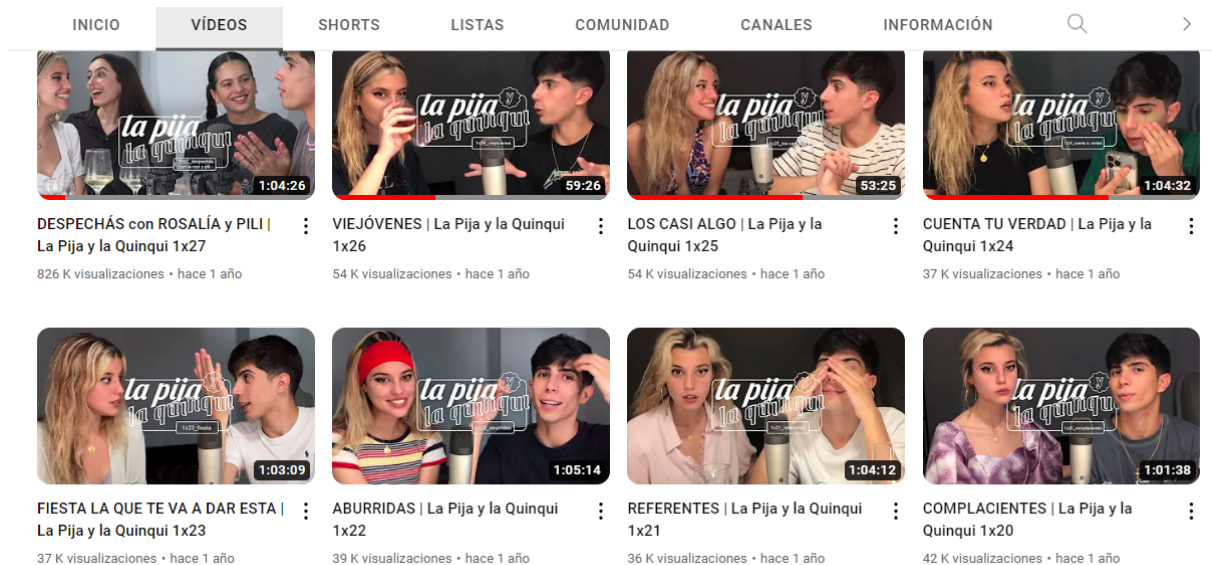 INICIO VÍDEOS SHORTS LISTAS COMUNIDAD CANALES INFORMACIÓN
la pija y la quinqui
1:04:26
la pija y la quinqui
59:26
la pija y la quinqui
53:25
la pija y la quinqui
1:04:32
DESPECHÁS con ROSALÍA y PILI |
La Pija y la Quinqui 1x27
826 K visualizaciones • hace 1 año
VIEJÓVENES | La Pija y la Quinqui
1x26
54 K visualizaciones • hace 1 año
LOS CASI ALGO | La Pija y la
Quinqui 1x25
54 K visualizaciones • hace 1 año
CUENTA TU VERDAD | La Pija y la
Quinqui 1x24
37 K visualizaciones • hace 1 año
la pija y la quinqui
1x23_fiesta
1:03:09
la pija y la quinqui
1x22_aburridas
1:05:14
la pija y la quinqui
1x21_referentes
1:04:12
la pija y la quinqui
1x20_complacientes
1:01:38
FIESTA LA QUE TE VA A DAR ESTA |
La Pija y la Quinqui 1x23
37 K visualizaciones • hace 1 año
ABURRIDAS | La Pija y la Quinqui
1x22
39 K visualizaciones • hace 1 año
REFERENTES | La Pija y la Quinqui
1x21
36 K visualizaciones • hace 1 año
COMPLACIENTES | La Pija y la
Quinqui 1x20
42 K visualizaciones • hace 1 año